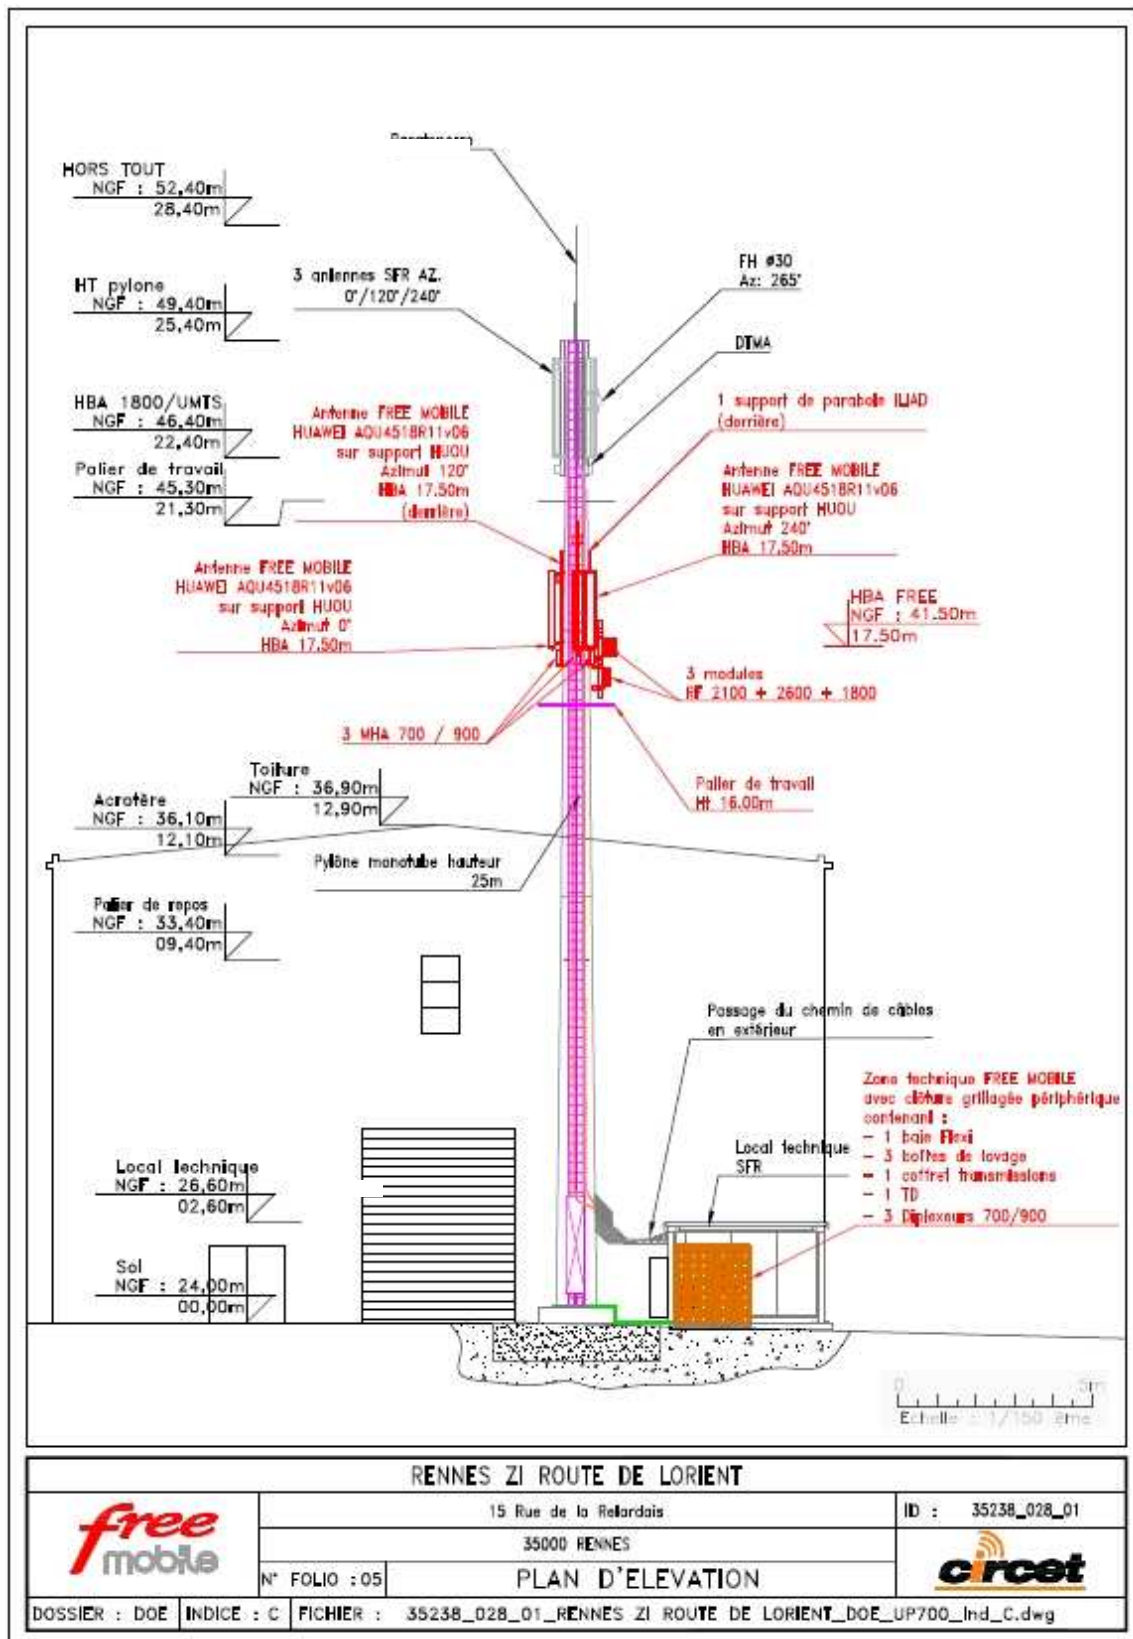 HORS TOUT
NGF : 52,40m
28,40m
HT pylone
NGF : 49,40m
25,40m
3 antennes SFR AZ.
0°/120°/240°
FH ø30
Az: 265°
DTMA
HBA 1800/UMTS
NGF : 46,40m
22,40m
Palier de travail
NGF : 45,30m
21,30m
Antenne FREE MOBILE
HUAWEI AQU4518R11v06
sur support HUOU
Azimut 120°
HBA 17.50m
(derrière)
1 support de parabole ILIAD
(derrière)
Antenne FREE MOBILE
HUAWEI AQU4518R11v06
sur support HUOU
Azimut 240°
HBA 17.50m
Antenne FREE MOBILE
HUAWEI AQU4518R11v06
sur support HUOU
Azimut 0°
HBA 17.50m
HBA FREE
NGF : 41.50m
17.50m
3 modules
RF 2100 + 2600 + 1800
3 MHA 700 / 900
Palier de travail
Ht 16.00m
Toiture
NGF : 36,90m
12,90m
Acrotère
NGF : 36,10m
12,10m
Pylône monotube hauteur
25m
Palier de repos
NGF : 33,40m
09,40m
Passage du chemin de câbles
en extérieur
Zone technique FREE MOBILE
avec clôture grillagée périphérique
contenant :
- 1 baie Flexi
- 3 boîtes de lovage
- 1 coffret transmissions
- 1 TD
- 3 Diplexeurs 700/900
Local technique
SFR
Local technique
NGF : 26,60m
02,60m
Sol
NGF : 24,00m
00,00m
0 5m
Echelle : 1/150 ème
RENNES ZI ROUTE DE LORIENT
free
mobile
15 Rue de la Relardais
ID : 35238_028_01
35000 RENNES
circet
N° FOLIO : 05
PLAN D'ELEVATION
DOSSIER : DOE
INDICE : C
FICHIER : 35238_028_01_RENNES ZI ROUTE DE LORIENT_DOE_UP700_Ind_C.dwg